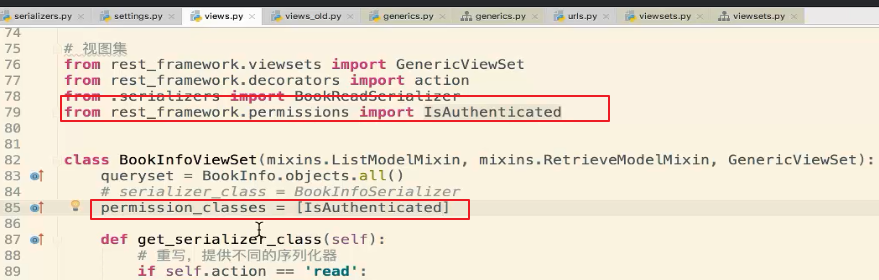 serializers.py × settings.py × views.py × views_old.py × generics.py × generics.py × urls.py × viewsets.py × viewsets.py ×
74
75 # 视图集
76 from rest_framework.viewsets import GenericViewSet
77 from rest_framework.decorators import action
78 from .serializers import BookReadSerializer
79 from rest_framework.permissions import IsAuthenticated
80
81
82 class BookInfoViewSet(mixins.ListModelMixin, mixins.RetrieveModelMixin, GenericViewSet):
83 queryset = BookInfo.objects.all()
84 # serializer_class = BookInfoSerializer
85 permission_classes = [IsAuthenticated]
86
87 def get_serializer_class(self):
88 # 重写，提供不同的序列化器
89 if self.action == 'read':